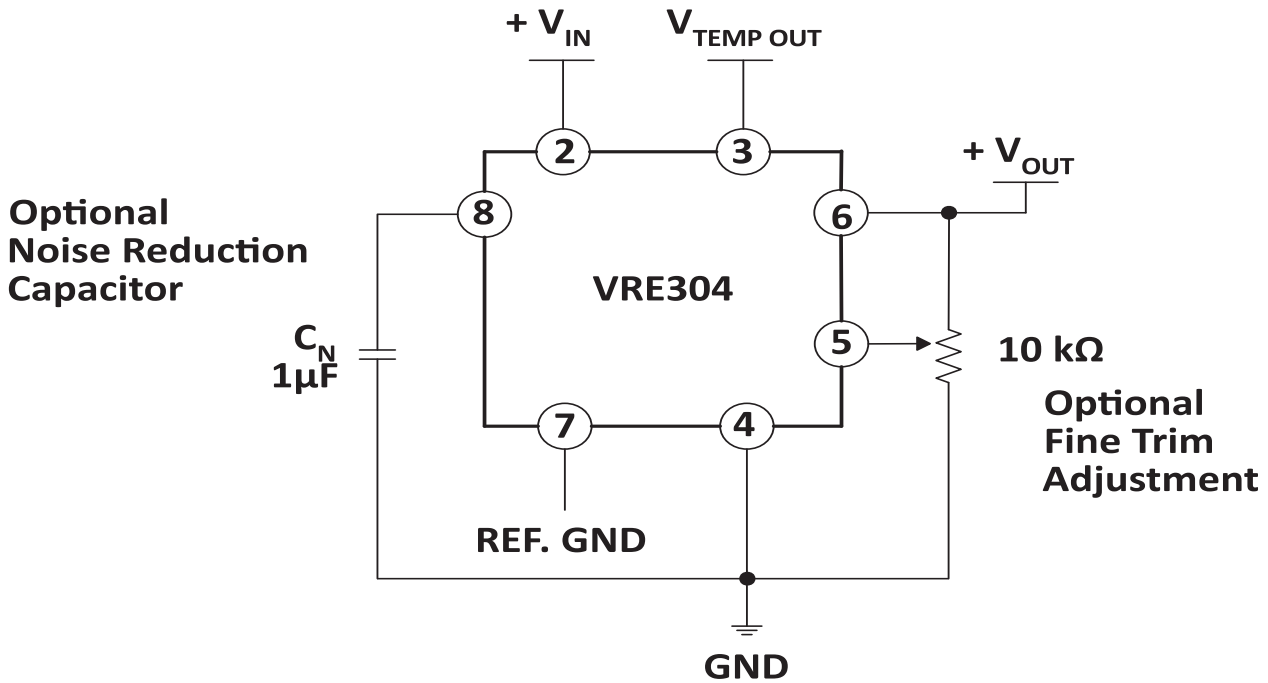 + VIN
VTEMP OUT
2
3
+ VOUT
8
6
Optional
Noise Reduction
Capacitor
VRE304
CN
1µF
5
10 kΩ
Optional
Fine Trim
Adjustment
7
4
REF. GND
GND